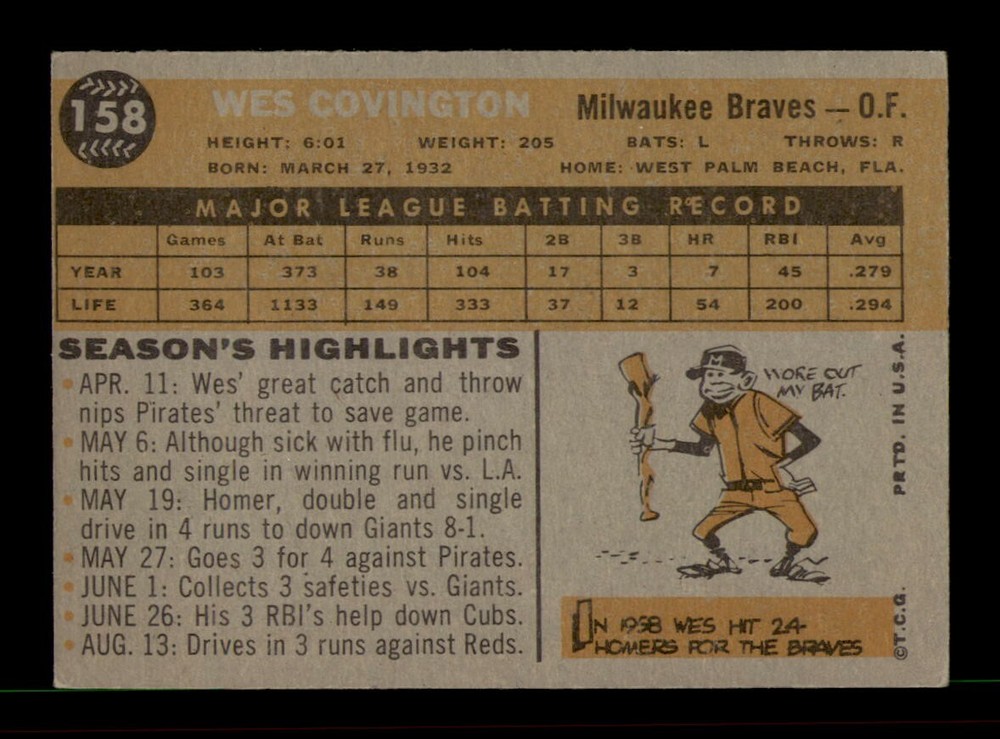 158
WES COVINGTON
Milwaukee Braves — O.F.
HEIGHT: 6:01 WEIGHT: 205 BATS: L THROWS: R
BORN: MARCH 27, 1932 HOME: WEST PALM BEACH, FLA.
MAJOR LEAGUE BATTING RECORD
Games At Bat Runs Hits 2B 3B HR RBI Avg
YEAR 103 373 38 104 17 3 7 45 .279
LIFE 364 1133 149 333 37 12 54 200 .294
SEASON'S HIGHLIGHTS
• APR. 11: Wes' great catch and throw
nips Pirates' threat to save game.
• MAY 6: Although sick with flu, he pinch
hits and single in winning run vs. L.A.
• MAY 19: Homer, double and single
drive in 4 runs to down Giants 8-1.
• MAY 27: Goes 3 for 4 against Pirates.
• JUNE 1: Collects 3 safeties vs. Giants.
• JUNE 26: His 3 RBI's help down Cubs.
• AUG. 13: Drives in 3 runs against Reds.
M
WORE OUT
MY BAT.
IN 1958 WES HIT 24
HOMERS FOR THE BRAVES
©T.C.G. PRTD. IN U.S.A.